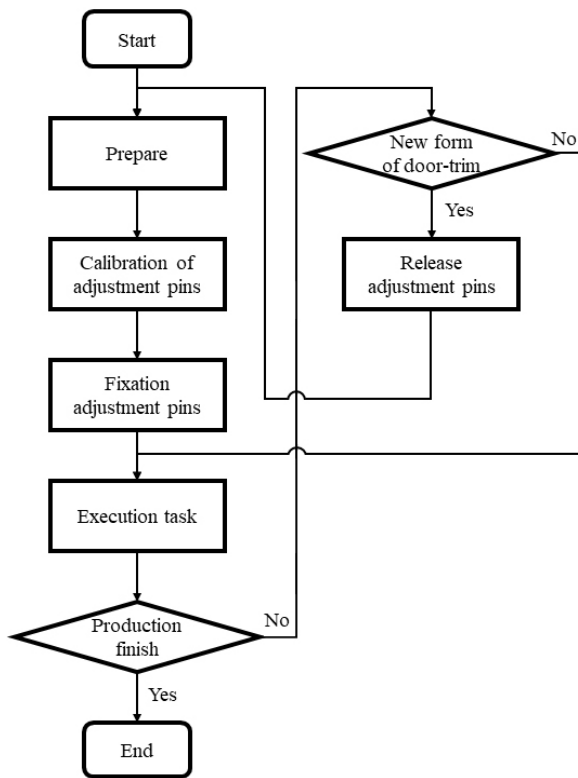 Start
Prepare
Calibration of
adjustment pins
Fixation
adjustment pins
Execution task
Production
finish
No
Yes
End
New form
of door-trim
No
Yes
Release
adjustment pins